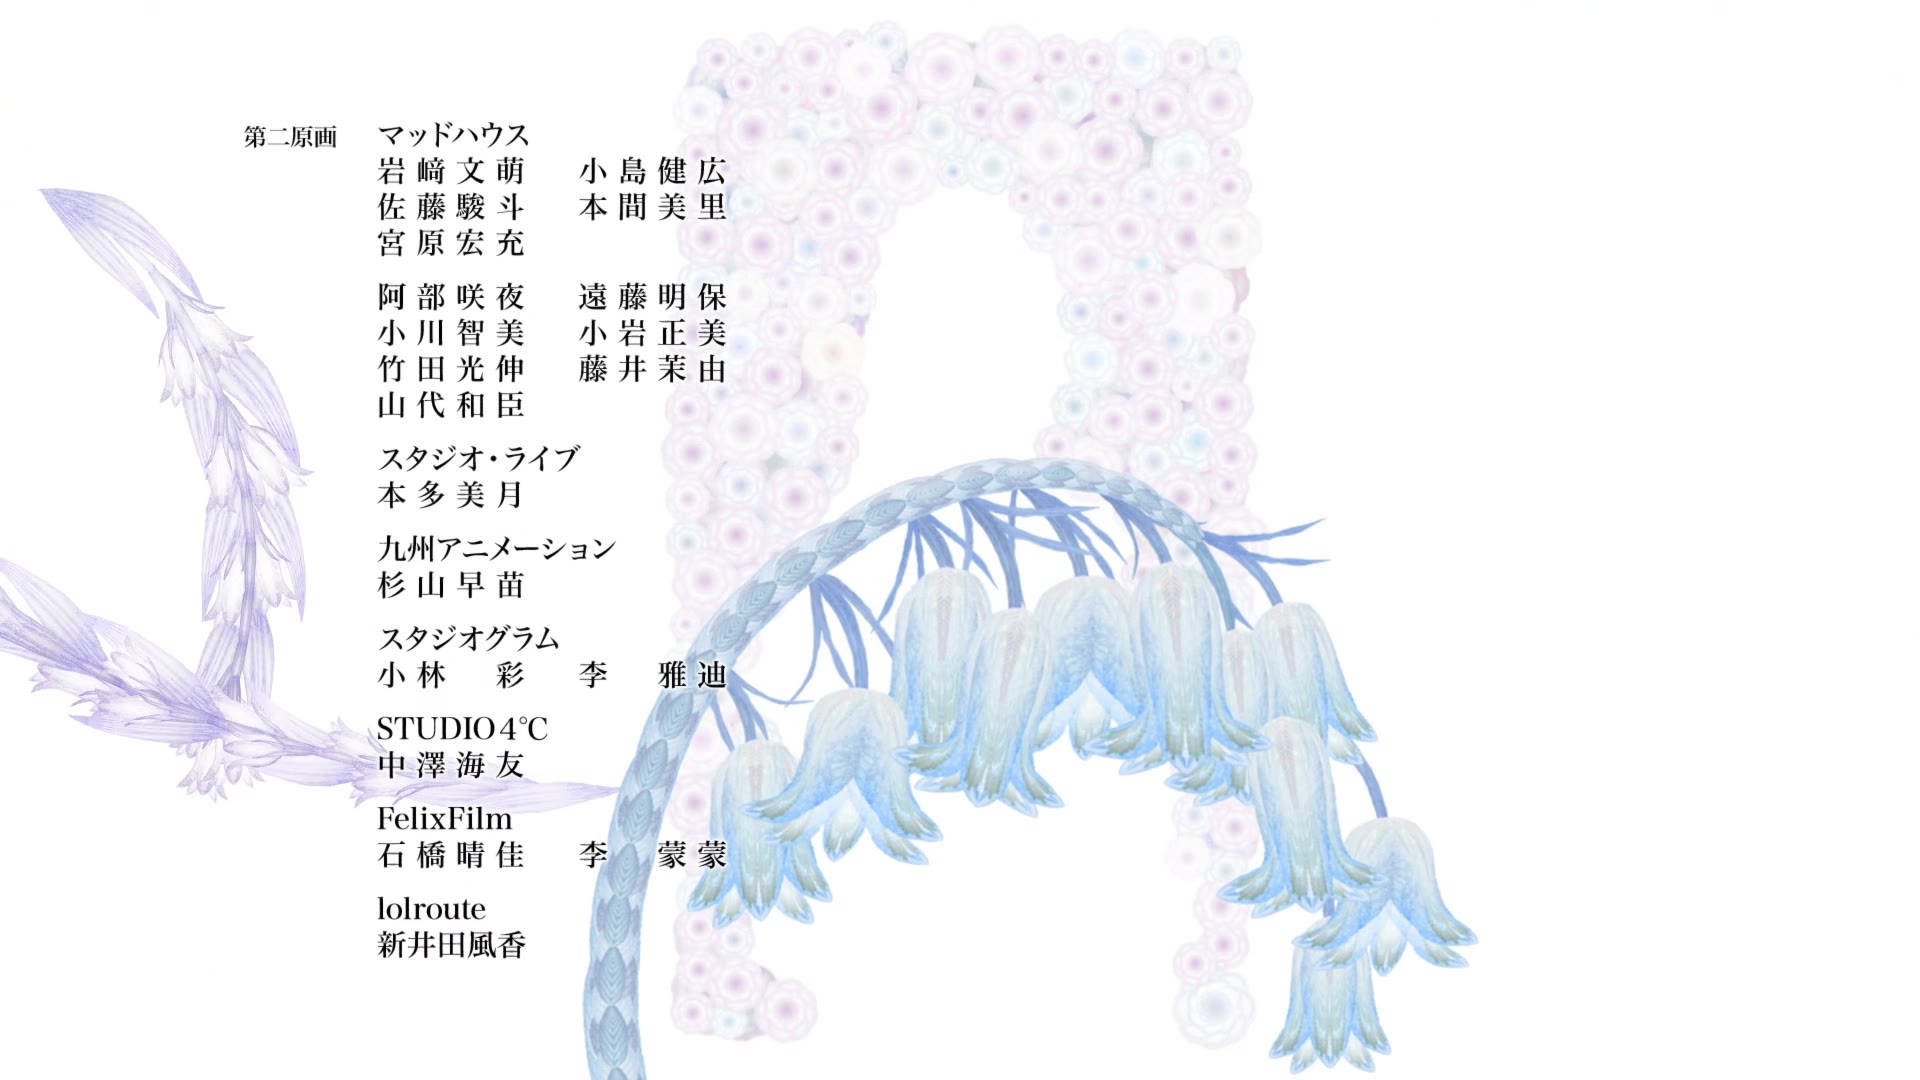 第二原画 マッドハウス
岩﨑文萌 小島健広
佐藤駿斗 本間美里
宮原宏充
阿部咲夜 遠藤明保
小川智美 小岩正美
竹田光伸 藤井茉由
山代和臣
スタジオ・ライブ
本多美月
九州アニメーション
杉山早苗
スタジオグラム
小林 彩 李 雅迪
STUDIO4℃
中澤海友
FelixFilm
石橋晴佳 李 蒙蒙
lolroute
新井田風香